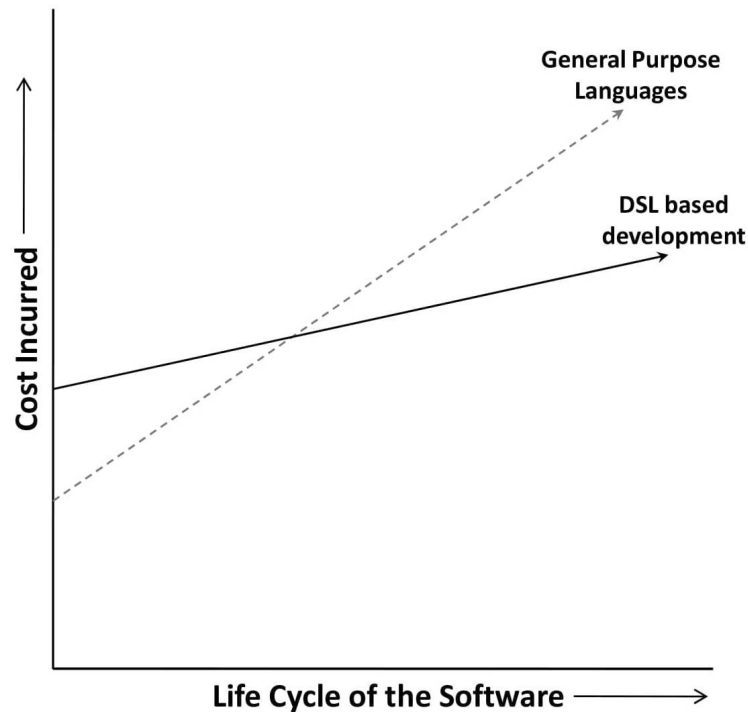 General Purpose
Languages
DSL based
development
Cost Incurred
Life Cycle of the Software